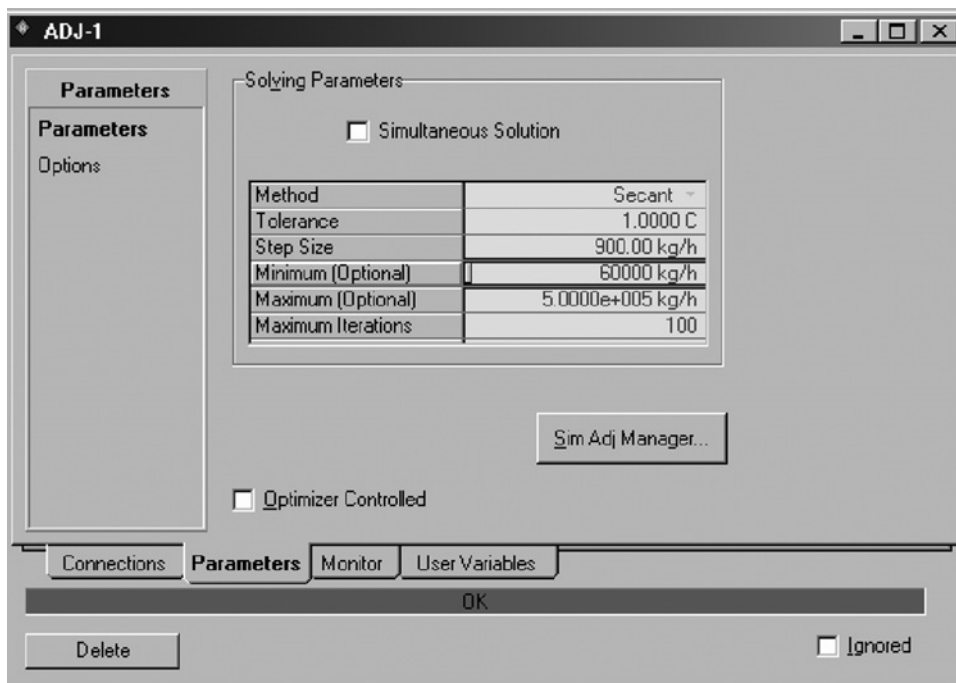 ADJ-1
Parameters
Parameters
Options
Solving Parameters
Simultaneous Solution
Method Secant
Tolerance 1.0000 C
Step Size 900.00 kg/h
Minimum (Optional) 60000 kg/h
Maximum (Optional) 5.0000e+005 kg/h
Maximum Iterations 100
Sim Adj Manager...
Optimizer Controlled
Connections Parameters Monitor User Variables
OK
Delete Ignored